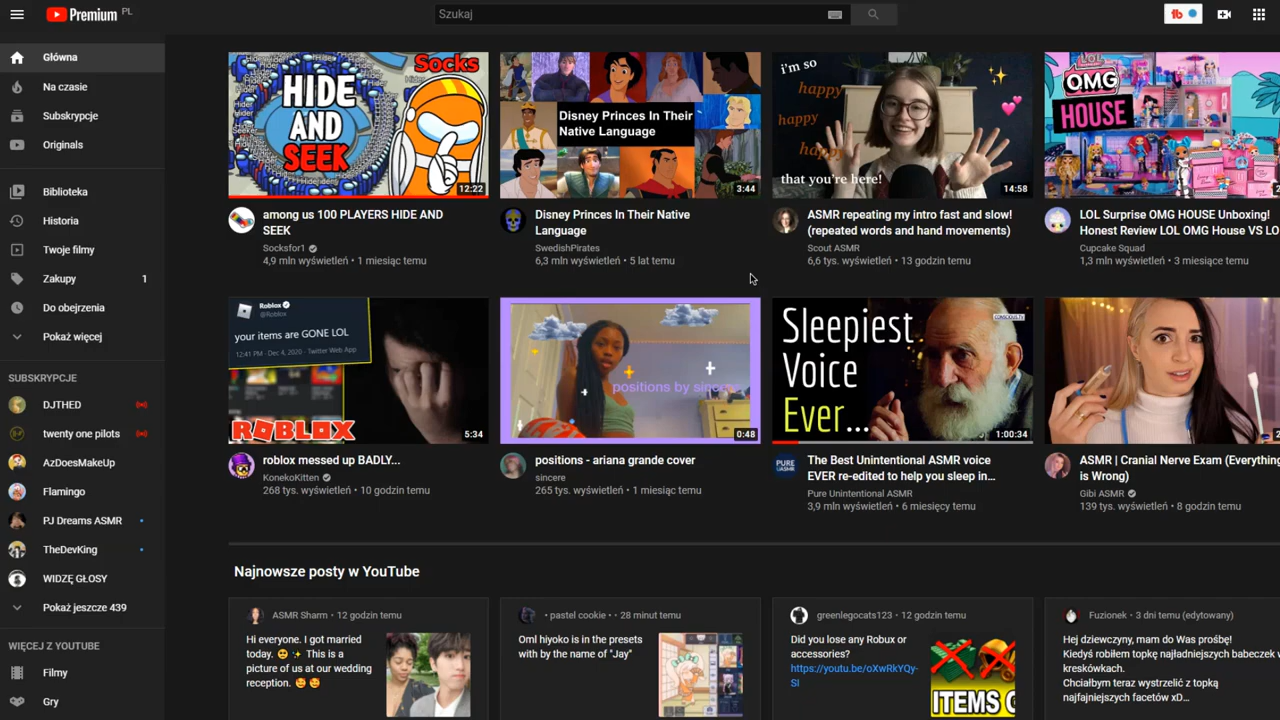 Premium PL
Szukaj
Główna
Na czasie
Subskrypcje
Originals
Biblioteka
Historia
Twoje filmy
Zakupy 1
Do obejrzenia
Pokaż więcej
SUBSKRYPCJE
DJTHED
twenty one pilots
AzDoesMakeUp
Flamingo
PJ Dreams ASMR
TheDevKing
WIDZĘ GŁOSY
Pokaż jeszcze 439
WIĘCEJ Z YOUTUBE
Filmy
Gry
Socks
HIDE
AND
SEEK
12:22
among us 100 PLAYERS HIDE AND
SEEK
Socksfor1
4,9 mln wyświetleń • 1 miesiąc temu
Disney Princes In Their
Native Language
3:44
Disney Princes In Their Native
Language
SwedishPirates
6,3 mln wyświetleń • 5 lat temu
i'm so
happy
happy
happy
that you're here!
14:58
ASMR repeating my intro fast and slow!
(repeated words and hand movements)
Scout ASMR
6,6 tys. wyświetleń • 13 godzin temu
OMG
HOUSE
LOL Surprise OMG HOUSE Unboxing!
Honest Review LOL OMG House VS LO
Cupcake Squad
1,3 mln wyświetleń • 3 miesiące temu
Roblox
@Roblox
your items are GONE LOL
12:41 PM · Dec 4, 2020 · Twitter Web App
ROBLOX
5:34
roblox messed up BADLY...
KonekoKitten
268 tys. wyświetleń • 10 godzin temu
positions by sincere
0:48
positions - ariana grande cover
sincere
265 tys. wyświetleń • 1 miesiąc temu
Sleepiest
Voice
Ever...
1:00:34
PURE
The Best Unintentional ASMR voice
EVER re-edited to help you sleep in...
Pure Unintentional ASMR
3,9 mln wyświetleń • 6 miesięcy temu
ASMR | Cranial Nerve Exam (Everything
is Wrong)
Gibi ASMR
139 tys. wyświetleń • 8 godzin temu
Najnowsze posty w YouTube
ASMR Sharm • 12 godzin temu
Hi everyone. I got married
today. This is a
picture of us at our wedding
reception.
• pastel cookie • • 28 minut temu
Oml hiyoko is in the presets
with by the name of "Jay"
greenlegocats123 • 12 godzin temu
Did you lose any Robux or
accessories?
https://youtu.be/oXwRkYQy-
SI
ITEMS
Fuzionek • 3 dni temu (edytowany)
Hej dziewczyny, mam do Was prośbę!
Kiedyś robiłem topkę najładniejszych babeczek w
kreskówkach.
Chciałbym teraz wystrzelić z topką
najfajniejszych facetów xD...